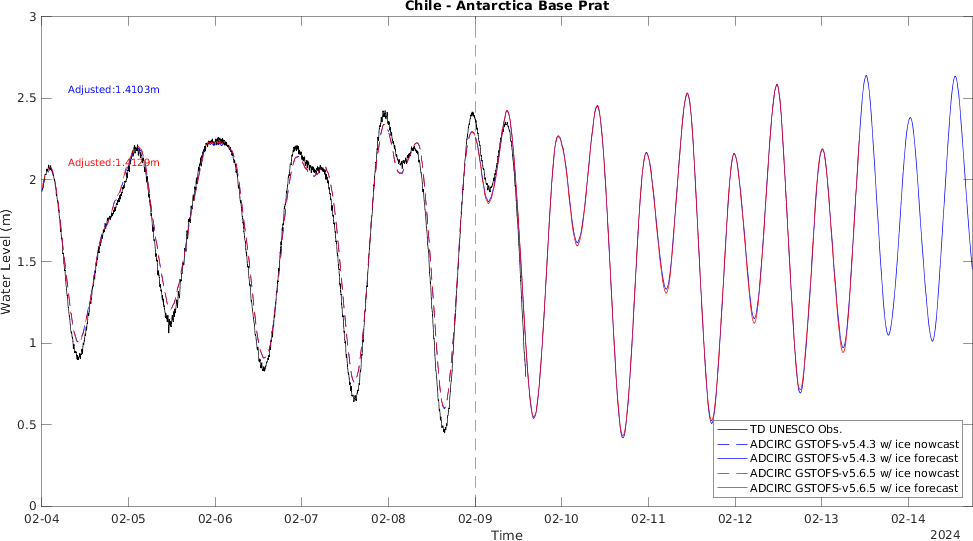 Chile - Antarctica Base Prat
3
2.5
2
1.5
1
0.5
0
Water Level (m)
Adjusted:1.4103m
Adjusted:1.4129m
TD UNESCO Obs.
ADCIRC GSTOFS-v5.4.3 w/ ice nowcast
ADCIRC GSTOFS-v5.4.3 w/ ice forecast
ADCIRC GSTOFS-v5.6.5 w/ ice nowcast
ADCIRC GSTOFS-v5.6.5 w/ ice forecast
02-04 02-05 02-06 02-07 02-08 02-09 02-10 02-11 02-12 02-13 02-14
Time
2024